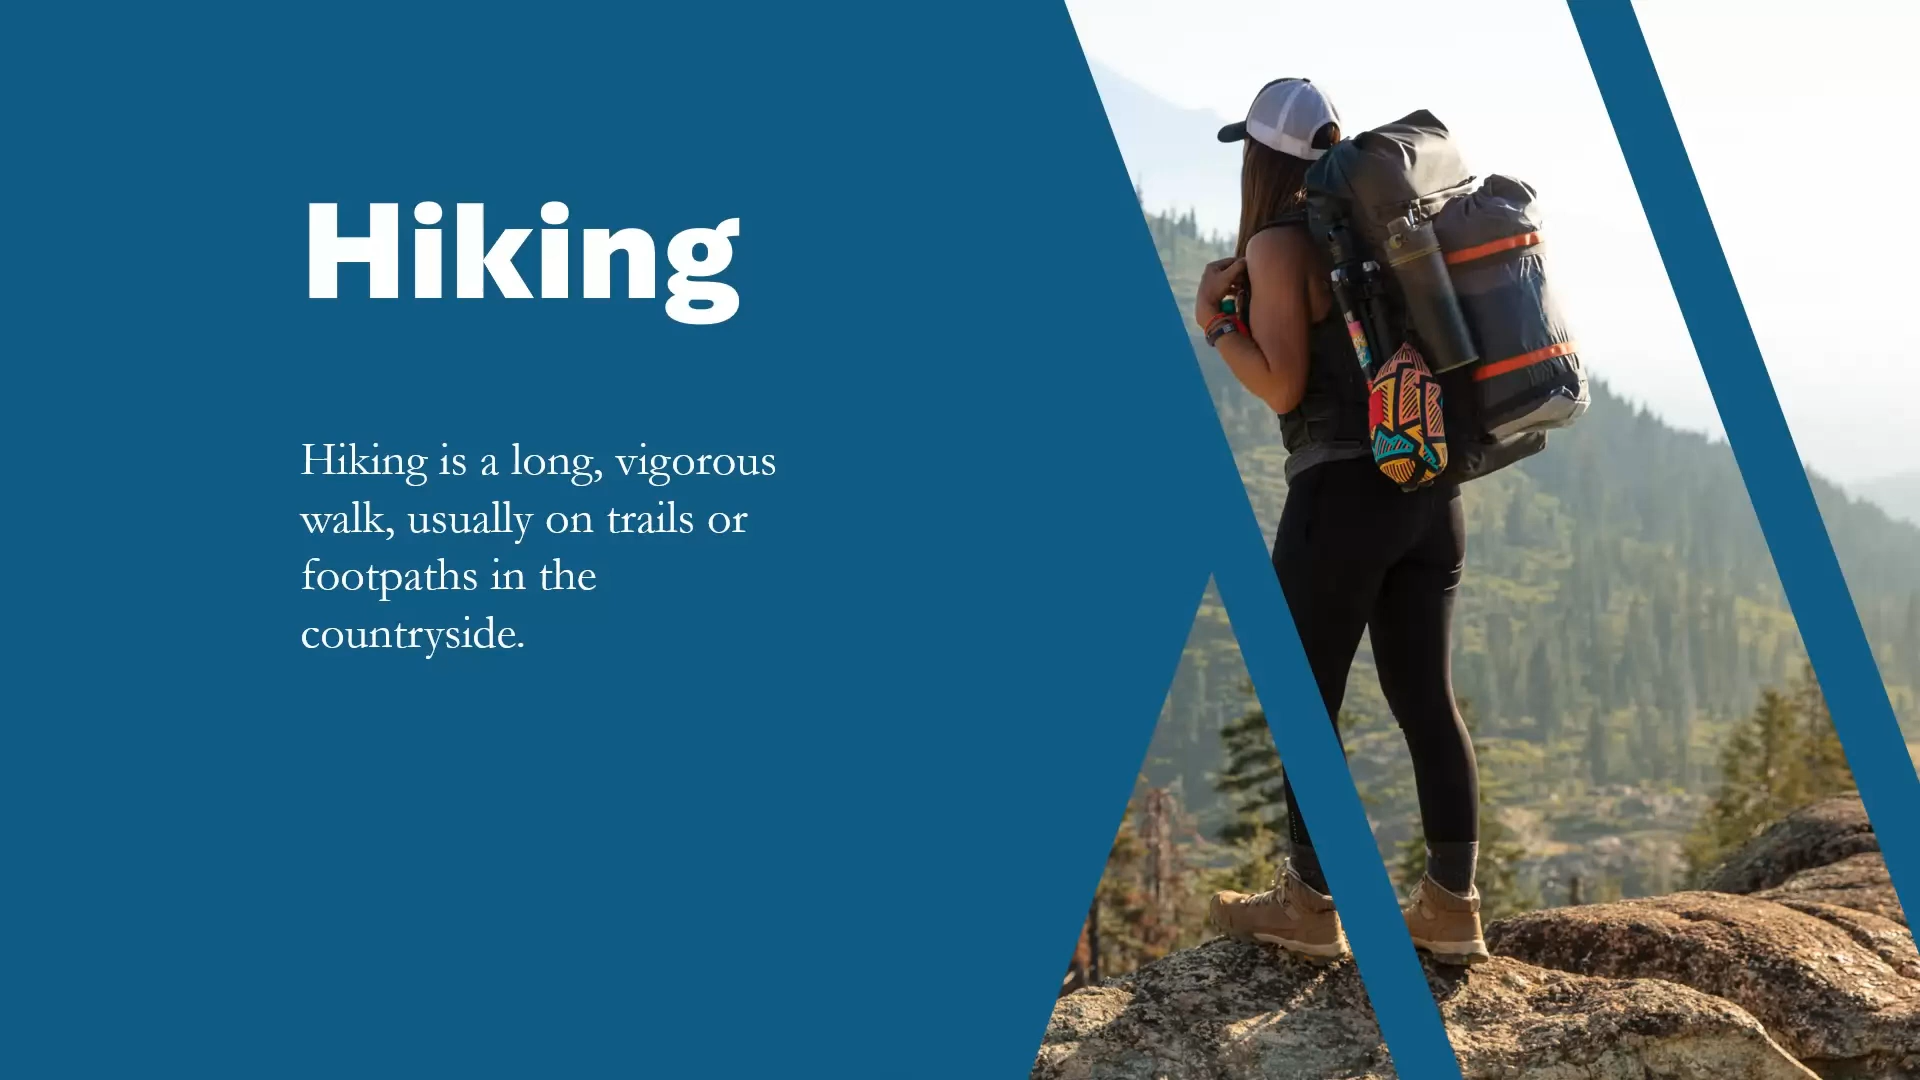 Hiking
Hiking is a long, vigorous
walk, usually on trails or
footpaths in the
countryside.